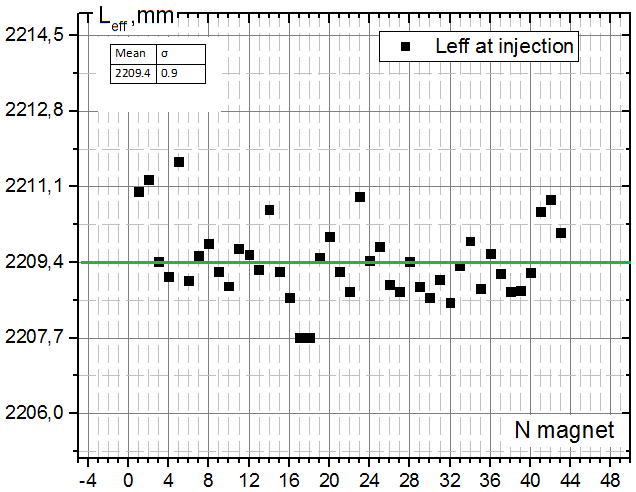 L eff, mm
2214,5
Leff at injection
Mean σ
2209.4 0.9
2212,8
2211,1
2209,4
2207,7
2206,0
N magnet
-4 0 4 8 12 16 20 24 28 32 36 40 44 48